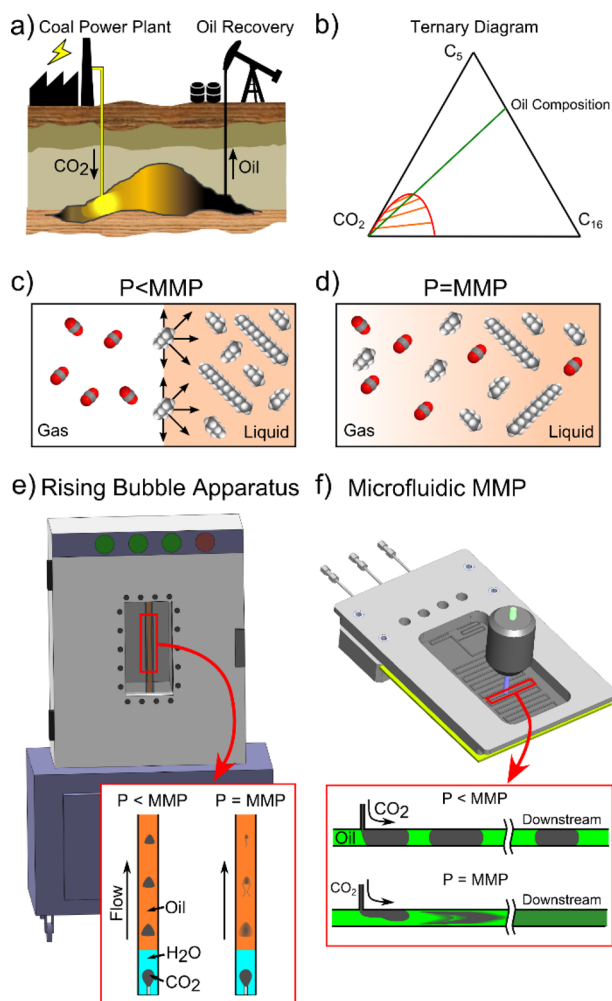 a) Coal Power Plant Oil Recovery
CO2
Oil
b) Ternary Diagram
C5
Oil Composition
CO2
C16
c) P<MMP
Gas
Liquid
d) P=MMP
Gas
Liquid
e) Rising Bubble Apparatus
P < MMP P = MMP
Flow
Oil
H2O
CO2
f) Microfluidic MMP
P < MMP
CO2
Downstream
Oil
P = MMP
CO2
Downstream